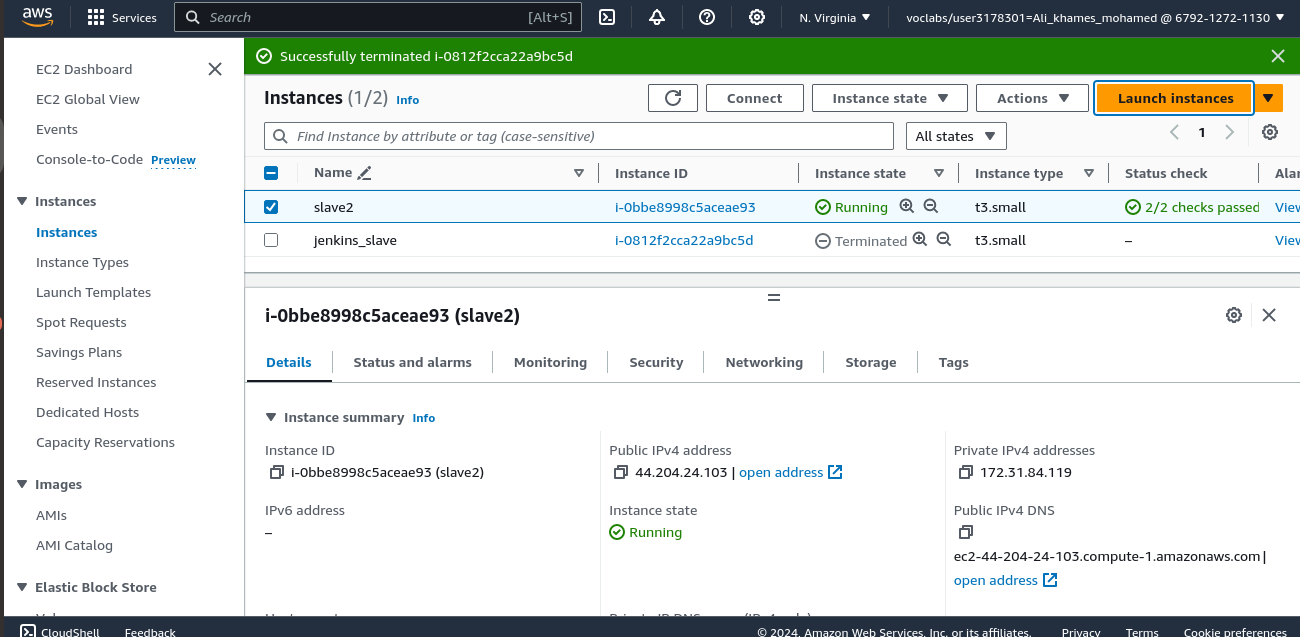 aws
Services
Search
[Alt+S]
N. Virginia
voclabs/user3178301=Ali_khames_mohamed @ 6792-1272-1130
EC2 Dashboard
EC2 Global View
Events
Console-to-Code Preview
Instances
Instances
Instance Types
Launch Templates
Spot Requests
Savings Plans
Reserved Instances
Dedicated Hosts
Capacity Reservations
Images
AMIs
AMI Catalog
Elastic Block Store
Successfully terminated i-0812f2cca22a9bc5d
Instances (1/2) Info
Connect
Instance state
Actions
Launch instances
Find Instance by attribute or tag (case-sensitive)
All states
1
Name Instance ID Instance state Instance type Status check Alar
slave2 i-0bbe8998c5aceae93 Running t3.small 2/2 checks passed View
jenkins_slave i-0812f2cca22a9bc5d Terminated t3.small – View
i-0bbe8998c5aceae93 (slave2)
Details Status and alarms Monitoring Security Networking Storage Tags
Instance summary Info
Instance ID
i-0bbe8998c5aceae93 (slave2)
Public IPv4 address
44.204.24.103 | open address
Private IPv4 addresses
172.31.84.119
IPv6 address
–
Instance state
Running
Public IPv4 DNS
ec2-44-204-24-103.compute-1.amazonaws.com |
open address
CloudShell
Feedback
© 2024, Amazon Web Services, Inc. or its affiliates.
Privacy
Terms
Cookie preferences